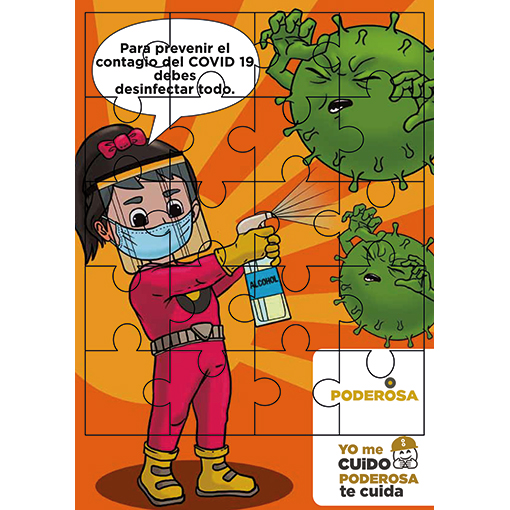 Para prevenir el
contagio del COVID 19
debes
desinfectar todo.
ALCOHOL
PODEROSA
YO me
CUiDO
PODEROSA
te cuida